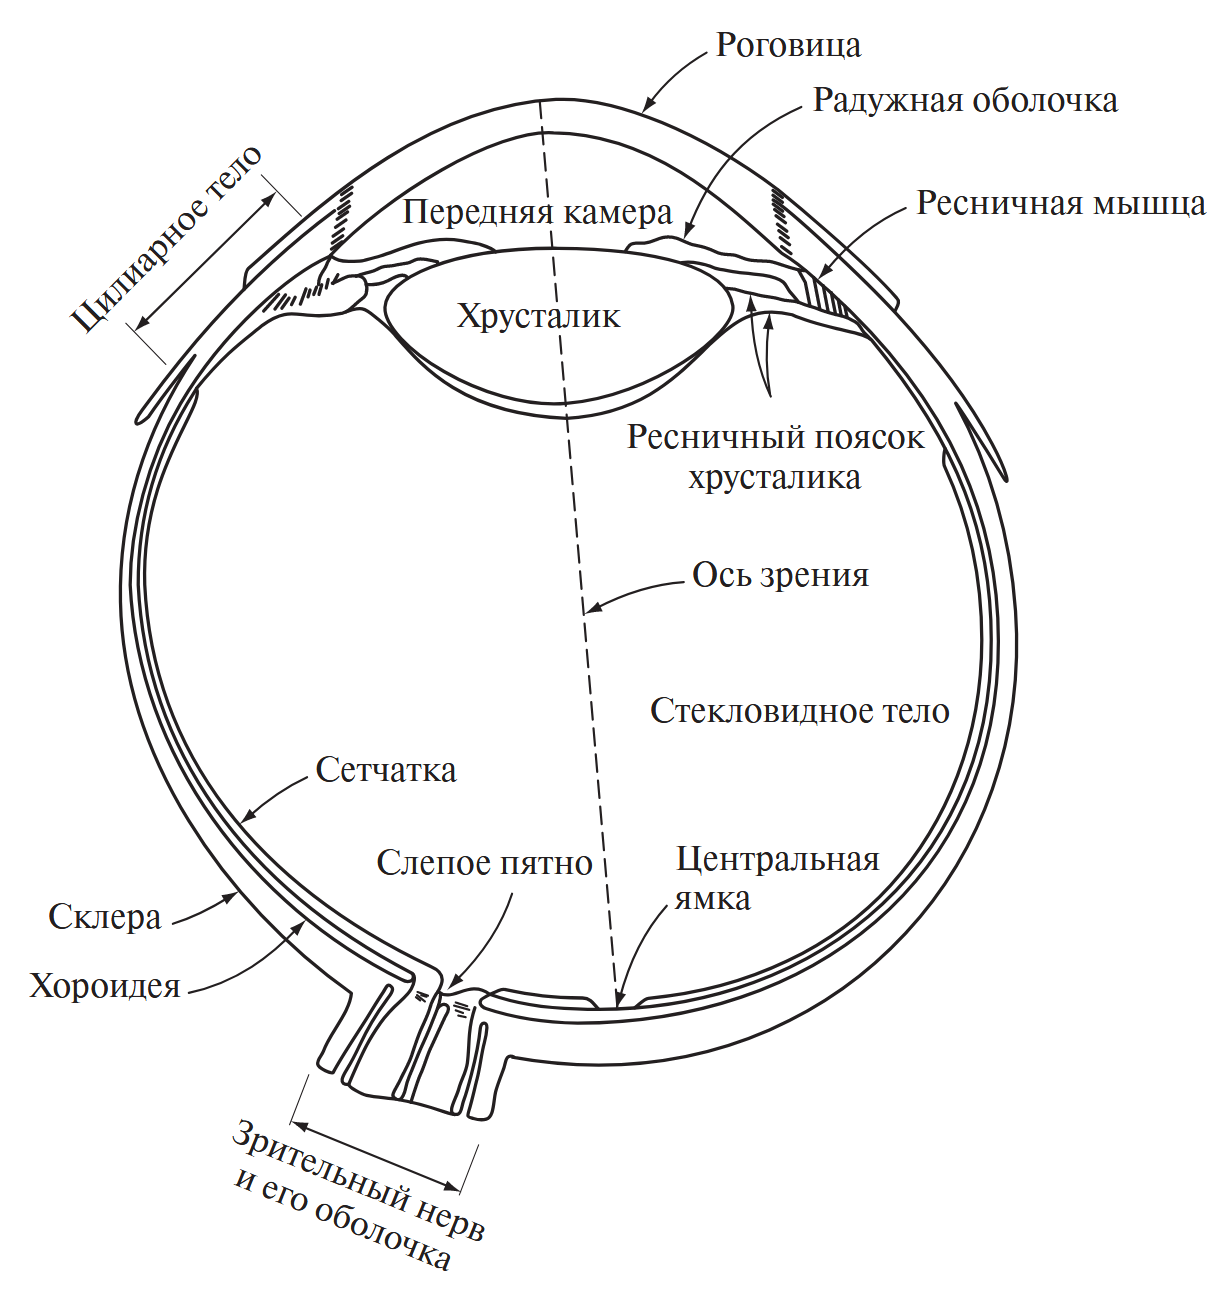 Роговица
Радужная оболочка
Цилиарное тело
Передняя камера
Ресничная мышца
Хрусталик
Ресничный поясок
хрусталика
Ось зрения
Стекловидное тело
Сетчатка
Слепое пятно
Центральная
ямка
Склера
Хороидея
Зрительный нерв
и его оболочка